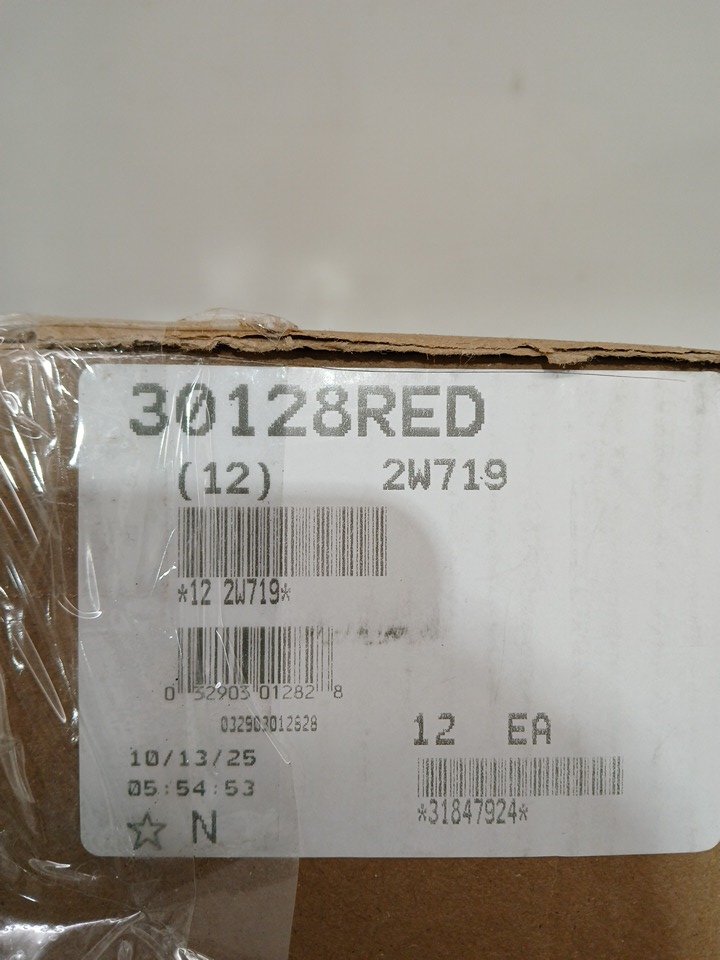 30128RED
(12) 2W719
*12 2W719*
0 32903 01282 8
032903012828
12 EA
10/13/25
05:54:53
*31847924*
N